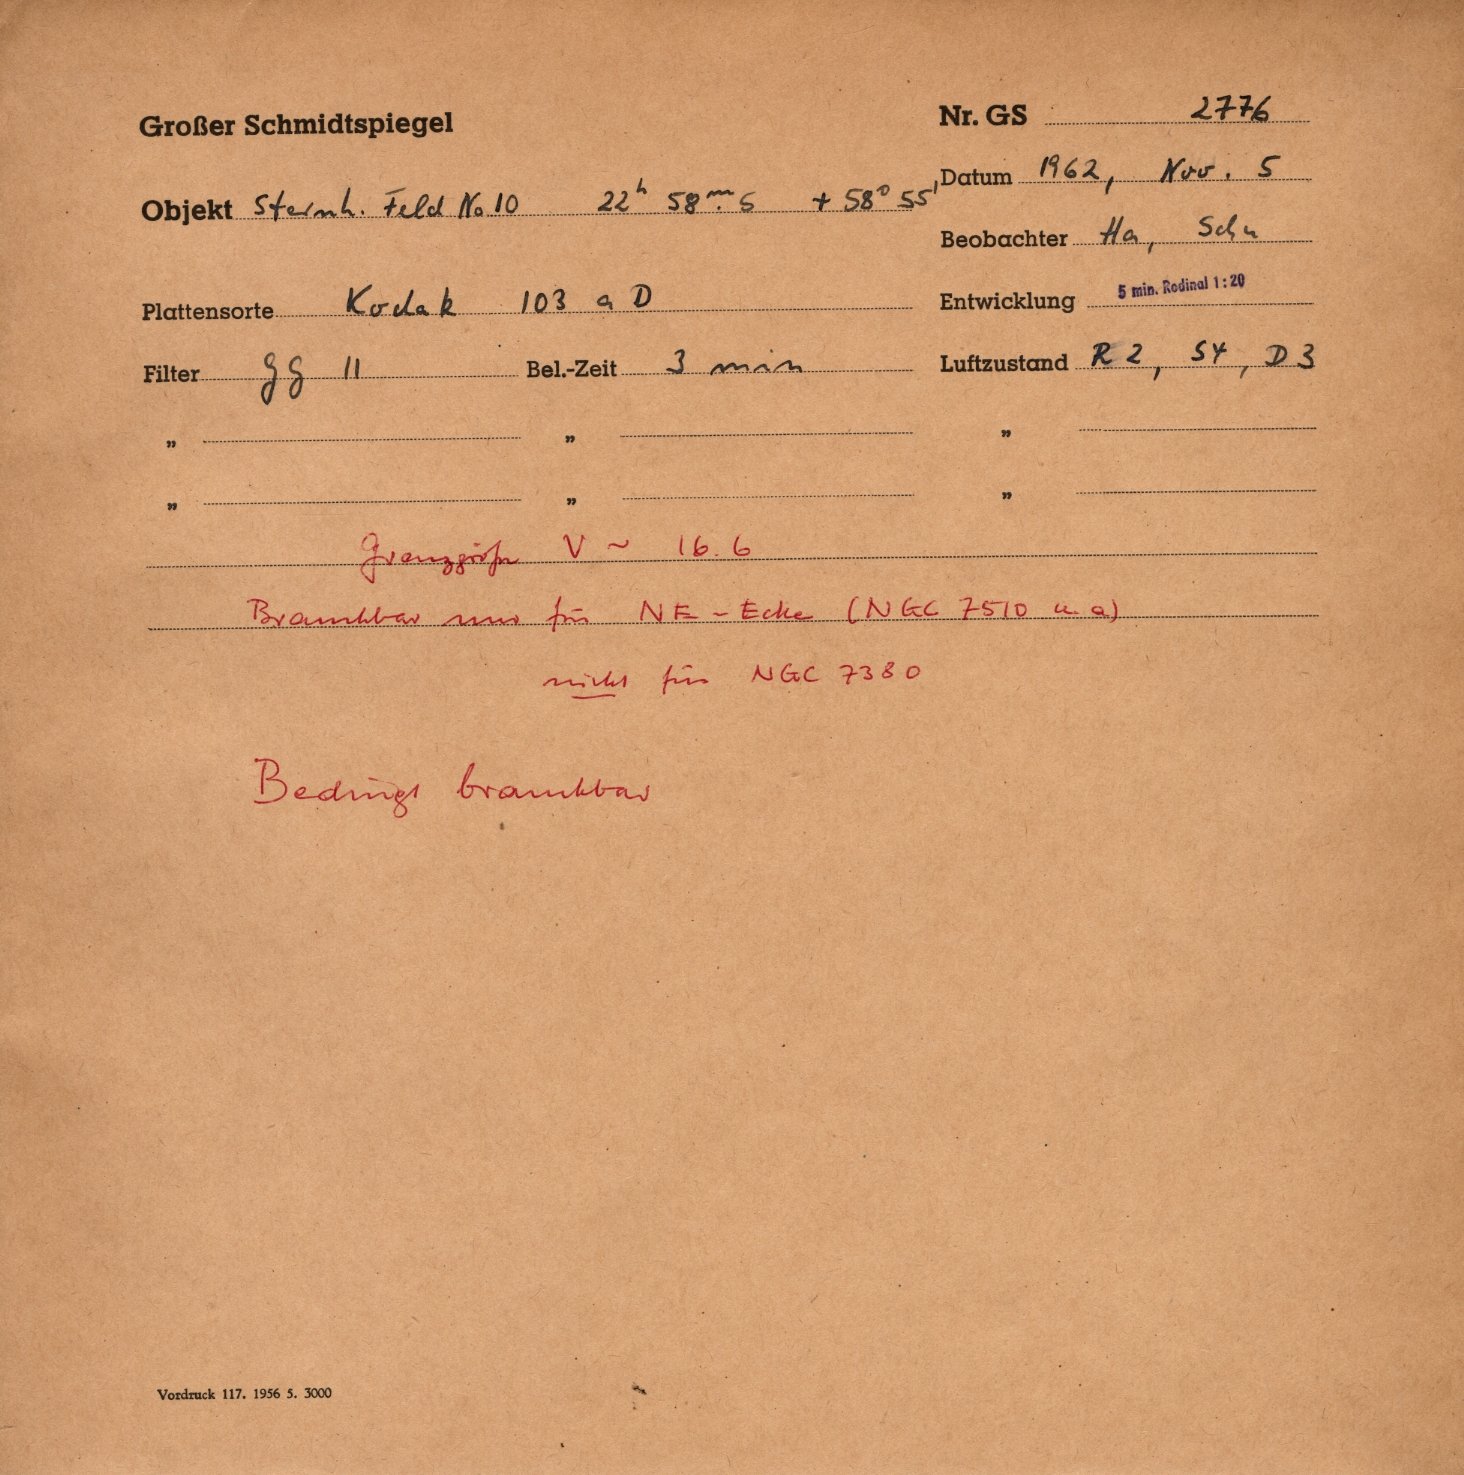 Großer Schmidtspiegel
Nr. GS 2776
Datum 1962, Nov. 5
Objekt Sternh. Feld No 10 22ʰ 58ᵐ.5 + 58° 55'
Beobachter Ha, Schu
Plattensorte Kodak 103 a D
Entwicklung 5 min. Rodinal 1:20
Filter GG 11 Bel.-Zeit 3 min
Luftzustand R 2, S4, D 3
„ „ „
„ „ „
Grenzgröße V ~ 16.6
Brauchbar nur für NE - Ecke (NGC 7510 u a)
nicht für NGC 7380
Bedingt brauchbar
Vordruck 117. 1956 5. 3000